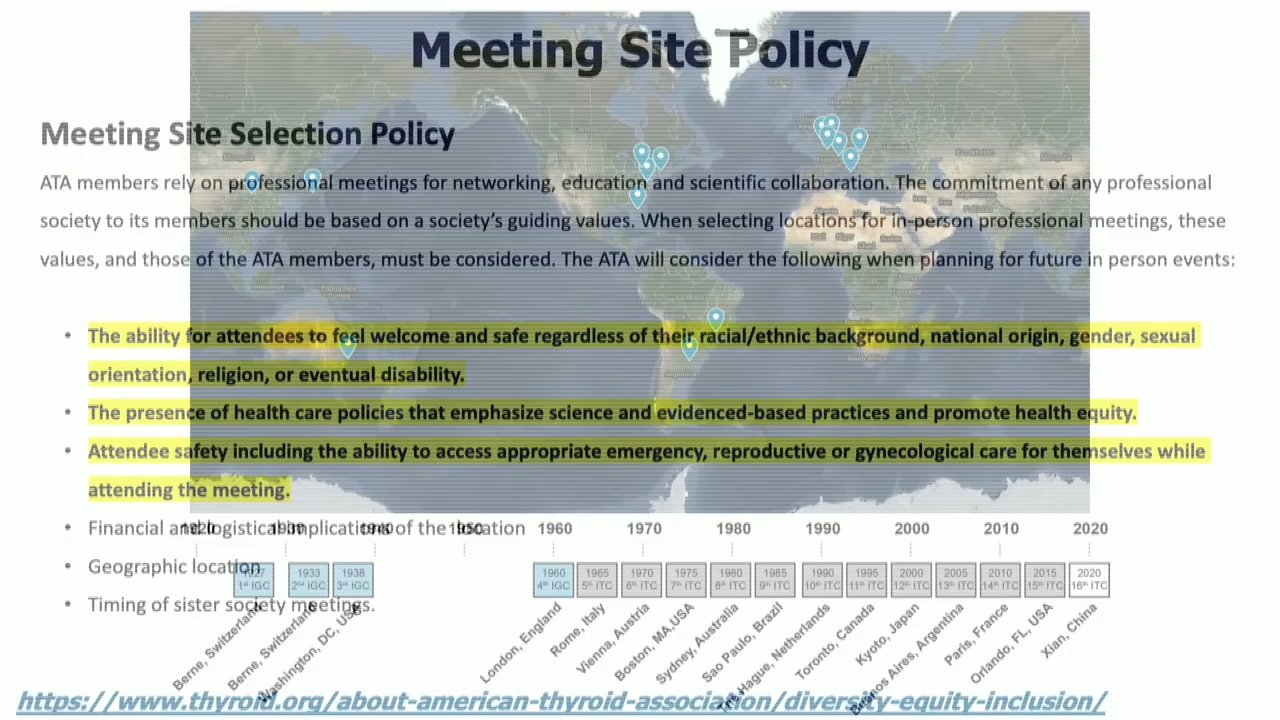 Meeting Site Policy
Meeting Site Selection Policy
ATA members rely on professional meetings for networking, education and scientific collaboration. The commitment of any professional
society to its members should be based on a society's guiding values. When selecting locations for in-person professional meetings, these
values, and those of the ATA members, must be considered. The ATA will consider the following when planning for future in person events:
• The ability for attendees to feel welcome and safe regardless of their racial/ethnic background, national origin, gender, sexual
orientation, religion, or eventual disability.
• The presence of health care policies that emphasize science and evidenced-based practices and promote health equity.
• Attendee safety including the ability to access appropriate emergency, reproductive or gynecological care for themselves while
attending the meeting.
• Financial and logistical implications of the location
• Geographic location
• Timing of sister society meetings.
1920 1930 1940 1950 1960 1970 1980 1990 2000 2010 2020
1927 1933 1938 1960 1965 1970 1975 1980 1985 1990 1995 2000 2005 2010 2015 2020
1st IGC 2nd IGC 3rd IGC 4th IGC 5th ITC 6th ITC 7th ITC 8th ITC 9th ITC 10th ITC 11th ITC 12th ITC 13th ITC 14th ITC 15th ITC 16th ITC
Berne, Switzerland
Berne, Switzerland
Washington, DC, USA
London, England
Rome, Italy
Vienna, Austria
Boston, MA,USA
Sydney, Australia
Sao Paulo, Brazil
The Hague, Netherlands
Toronto, Canada
Kyoto, Japan
Buenos Aires, Argentina
Paris, France
Orlando, FL, USA
Xian, China
https://www.thyroid.org/about-american-thyroid-association/diversity-equity-inclusion/